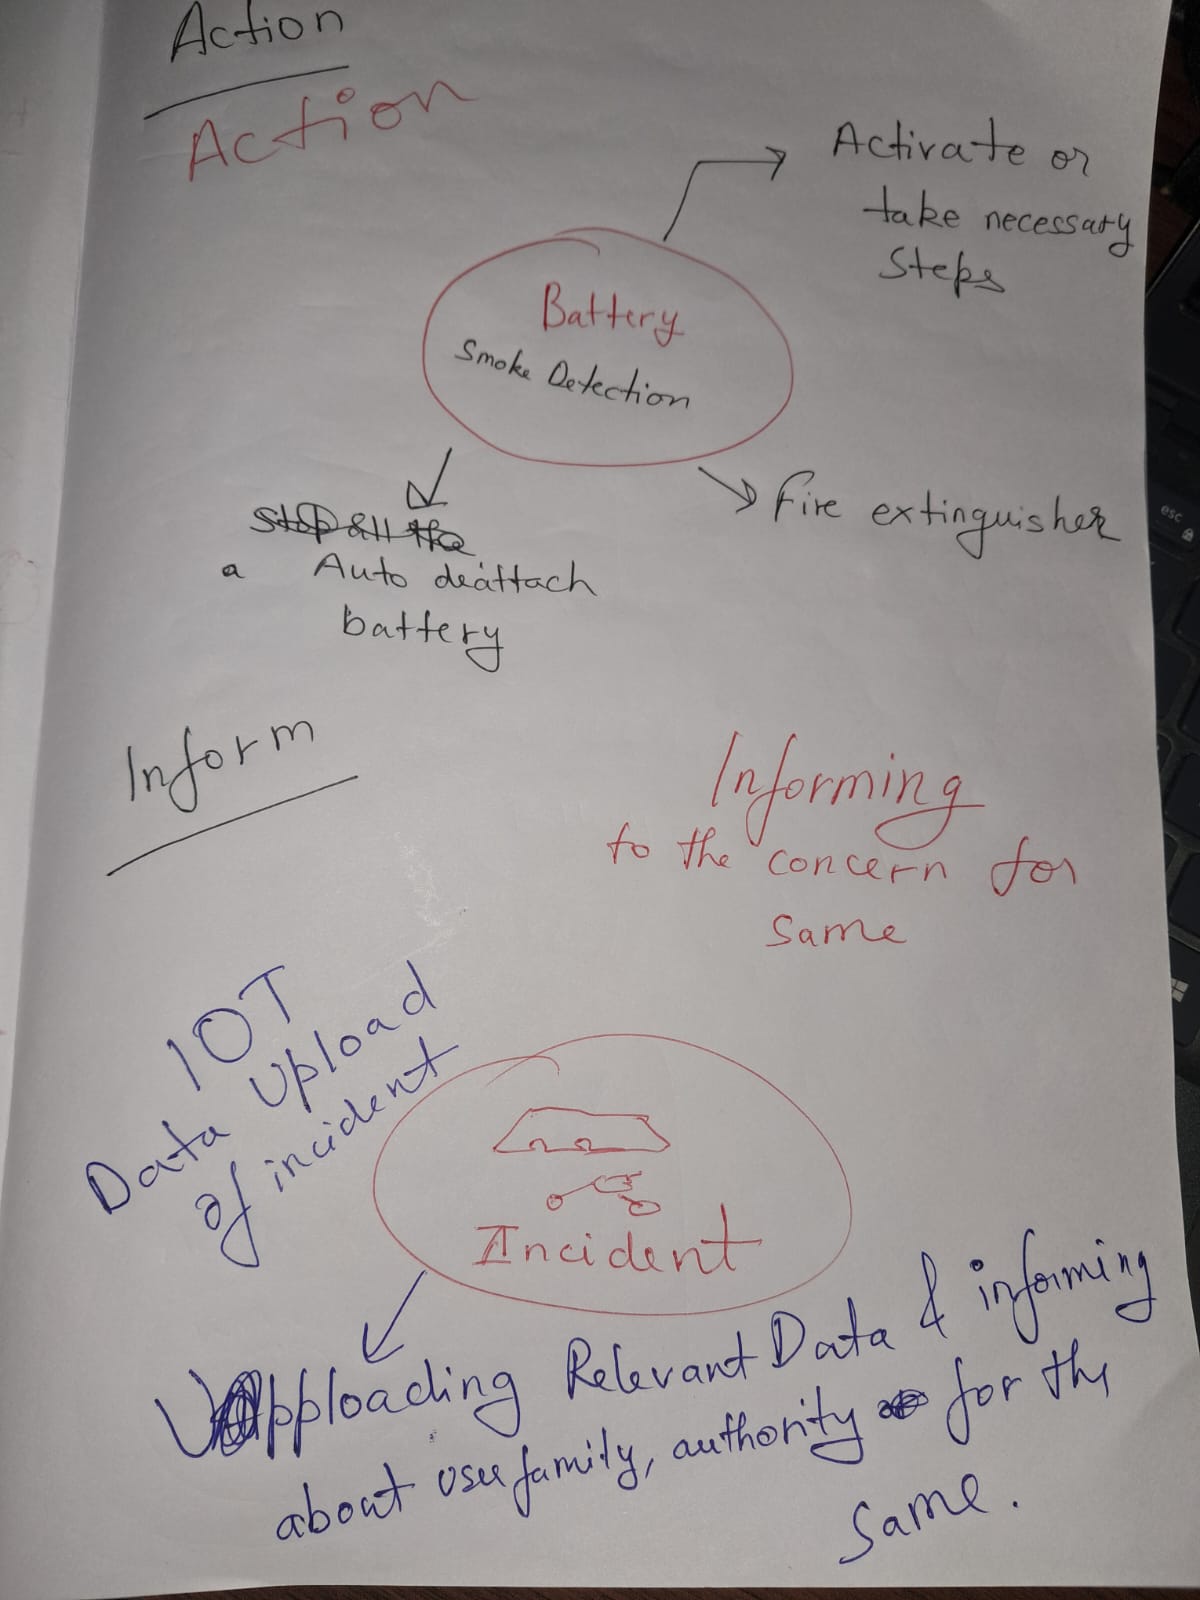 Action
Action
Activate or
take necessary
steps
Battery
Smoke Detection
Fire extinguisher
Stop all the
a Auto deattach
battery
Inform
Informing
to the concern for
Same
IOT
Data Upload
of incident
Incident
Uploading Relevant Data & informing
about user family, authority for the
Same.
esc